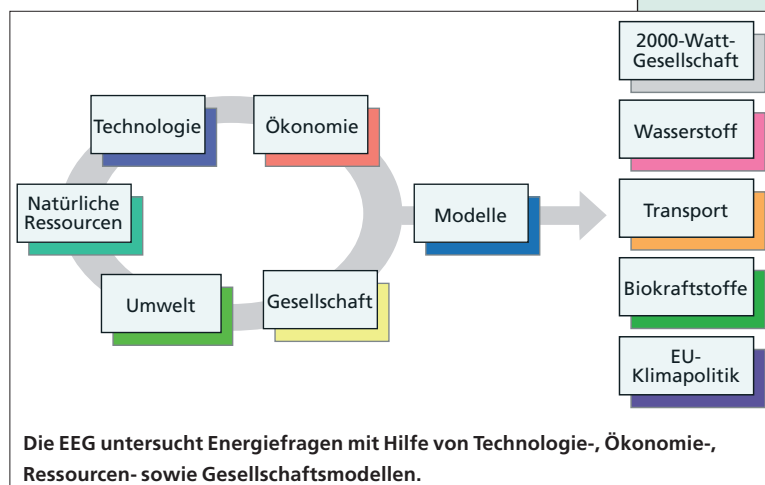 Technologie
Ökonomie
Natürliche
Ressourcen
Umwelt
Gesellschaft
Modelle
2000-Watt-
Gesellschaft
Wasserstoff
Transport
Biokraftstoffe
EU-
Klimapolitik
Die EEG untersucht Energiefragen mit Hilfe von Technologie-, Ökonomie-,
Ressourcen- sowie Gesellschaftsmodellen.